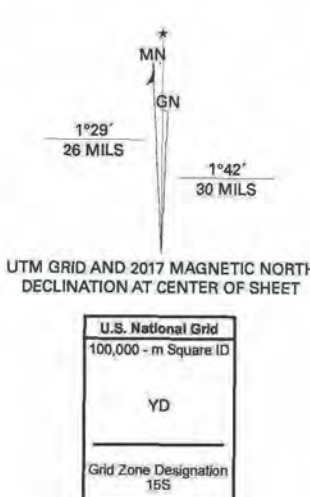 MN
GN
1°29′
26 MILS
1°42′
30 MILS
UTM GRID AND 2017 MAGNETIC NORTH
DECLINATION AT CENTER OF SHEET
U.S. National Grid
100,000 - m Square ID
YD
Grid Zone Designation
15S